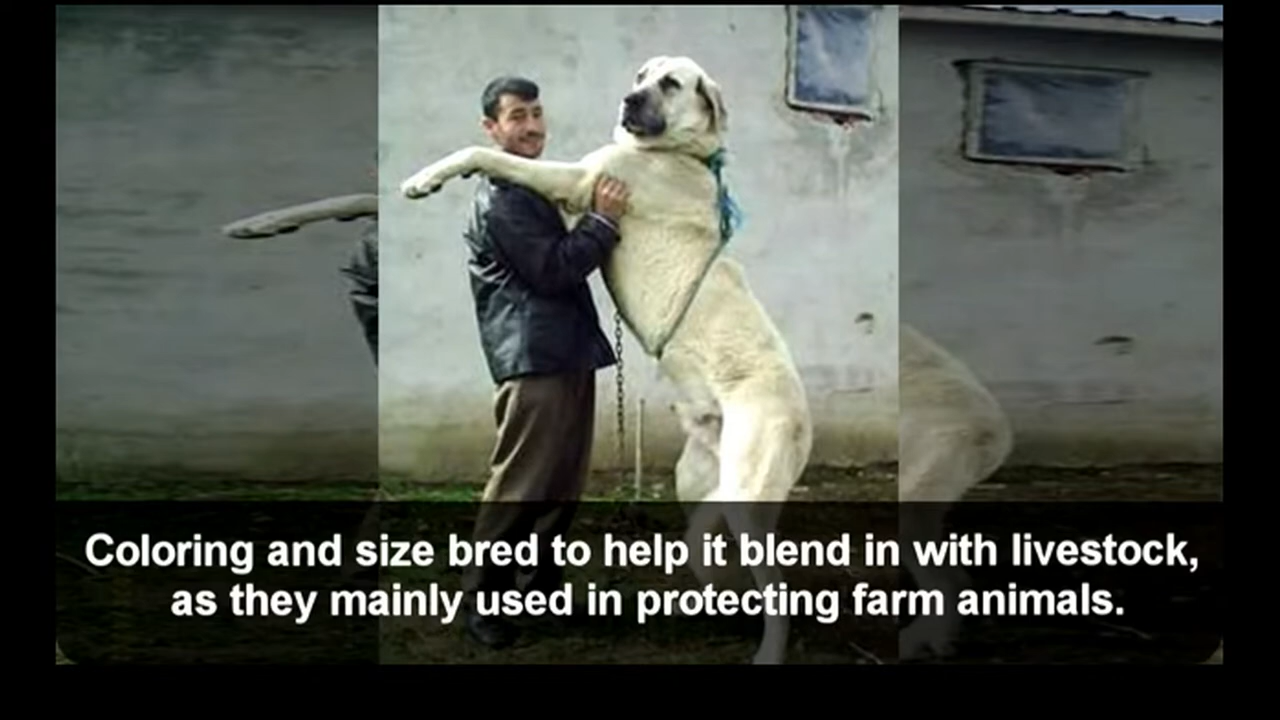 Coloring and size bred to help it blend in with livestock,
as they mainly used in protecting farm animals.